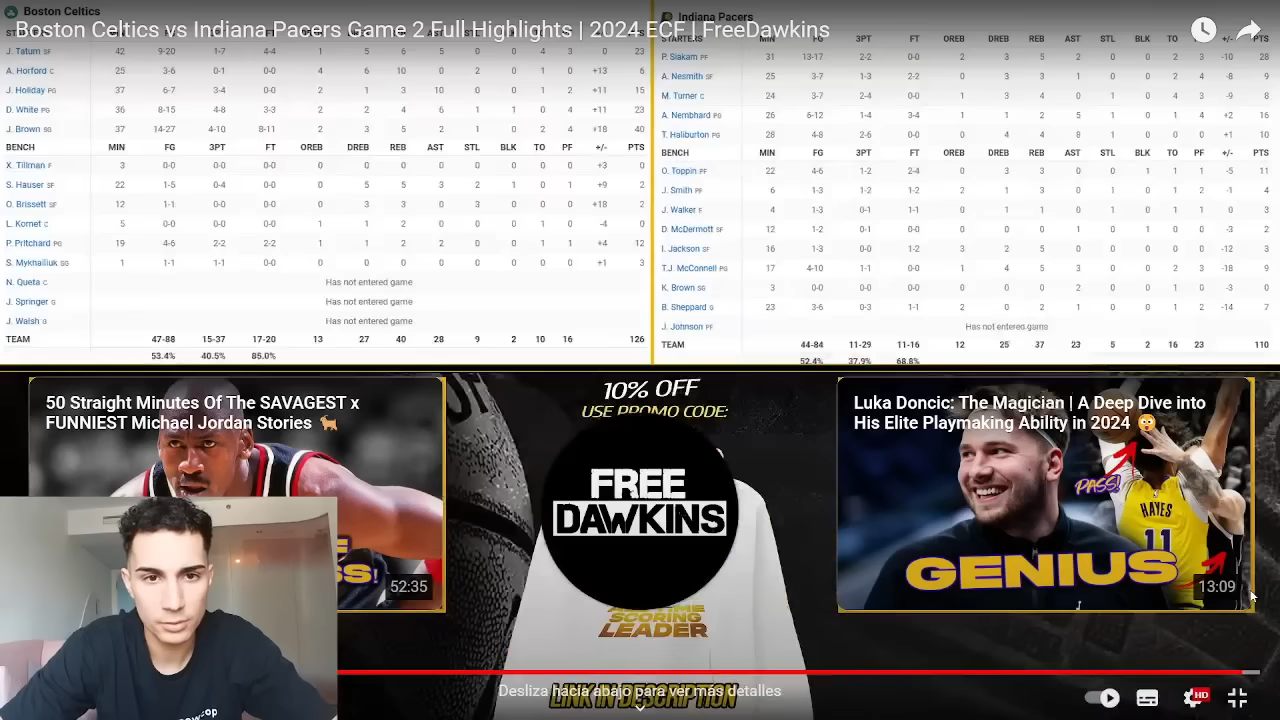 Boston Celtics
Boston Celtics vs Indiana Pacers Game 2 Full Highlights | 2024 ECF | FreeDawkins
J. Tatum SF 42 9-20 1-7 4-4 1 5 6 5 0 0 4 3 0 23
A. Horford C 25 3-6 0-1 0-0 4 6 10 0 2 0 1 0 +13 6
J. Holiday PG 37 6-7 3-4 0-0 2 1 3 10 0 0 1 2 +11 15
D. White PG 36 8-15 4-8 3-3 2 2 4 6 1 1 0 4 +11 23
J. Brown SG 37 14-27 4-10 8-11 2 3 5 2 1 0 2 4 +18 40
BENCH MIN FG 3PT FT OREB DREB REB AST STL BLK TO PF +/- PTS
X. Tillman F 3 0-0 0-0 0-0 0 0 0 0 0 0 0 0 +3 0
S. Hauser SF 22 1-5 0-4 0-0 0 5 5 3 2 1 0 1 +9 2
O. Brissett SF 12 1-1 0-0 0-0 0 3 3 0 3 0 0 0 +18 2
L. Kornet C 5 0-0 0-0 0-0 1 1 2 0 0 0 1 0 -4 0
P. Pritchard PG 19 4-6 2-2 2-2 1 1 2 2 0 0 1 1 +4 12
S. Mykhailiuk SG 1 1-1 1-1 0-0 0 0 0 0 0 0 0 0 +1 3
N. Queta C Has not entered game
J. Springer G Has not entered game
J. Walsh G Has not entered game
TEAM 47-88 15-37 17-20 13 27 40 28 9 2 10 16 126
53.4% 40.5% 85.0%
Indiana Pacers
STARTERS MIN FG 3PT FT OREB DREB REB AST STL BLK TO PF +/- PTS
P. Siakam PF 31 13-17 2-2 0-0 2 3 5 2 0 0 2 3 -10 28
A. Nesmith SF 25 3-7 1-3 2-2 0 3 3 1 0 0 2 4 -8 9
M. Turner C 24 3-7 2-4 0-0 1 3 4 0 1 0 4 3 -9 8
A. Nembhard PG 26 6-12 1-4 3-4 1 1 2 5 1 0 1 4 +2 16
T. Haliburton PG 28 4-8 2-6 0-0 0 4 4 8 1 0 0 0 +1 10
BENCH MIN FG 3PT FT OREB DREB REB AST STL BLK TO PF +/- PTS
O. Toppin PF 22 4-6 1-2 2-4 0 3 3 0 0 1 1 1 -5 11
J. Smith PF 6 1-3 1-2 1-2 2 1 3 0 0 1 1 2 -1 4
J. Walker F 4 1-3 0-1 1-1 0 1 1 1 1 0 1 1 0 3
D. McDermott SF 12 1-2 0-1 0-0 0 0 0 1 0 1 0 0 -3 2
I. Jackson SF 16 1-3 0-0 1-2 3 2 5 0 0 0 1 0 -12 3
T.J. McConnell PG 17 4-10 1-1 0-0 1 4 5 3 0 0 2 3 -18 9
K. Brown SG 3 0-0 0-0 0-0 0 0 0 2 0 0 0 0 -3 0
B. Sheppard G 23 3-6 0-3 1-1 2 0 2 1 0 0 1 2 -14 7
J. Johnson PF Has not entered game
TEAM 44-84 11-29 11-16 12 25 37 23 5 2 16 23 110
52.4% 37.9% 68.8%
50 Straight Minutes Of The SAVAGEST x
FUNNIEST Michael Jordan Stories 🐐
52:35
10% OFF
USE PROMO CODE:
FREE
DAWKINS
SCORING
LEADER
Luka Doncic: The Magician | A Deep Dive into
His Elite Playmaking Ability in 2024 😳
PASS!
HAYES
11
GENIUS
13:09
Desliza hacia abajo para ver más detalles
LINK IN DESCRIPTION
HD